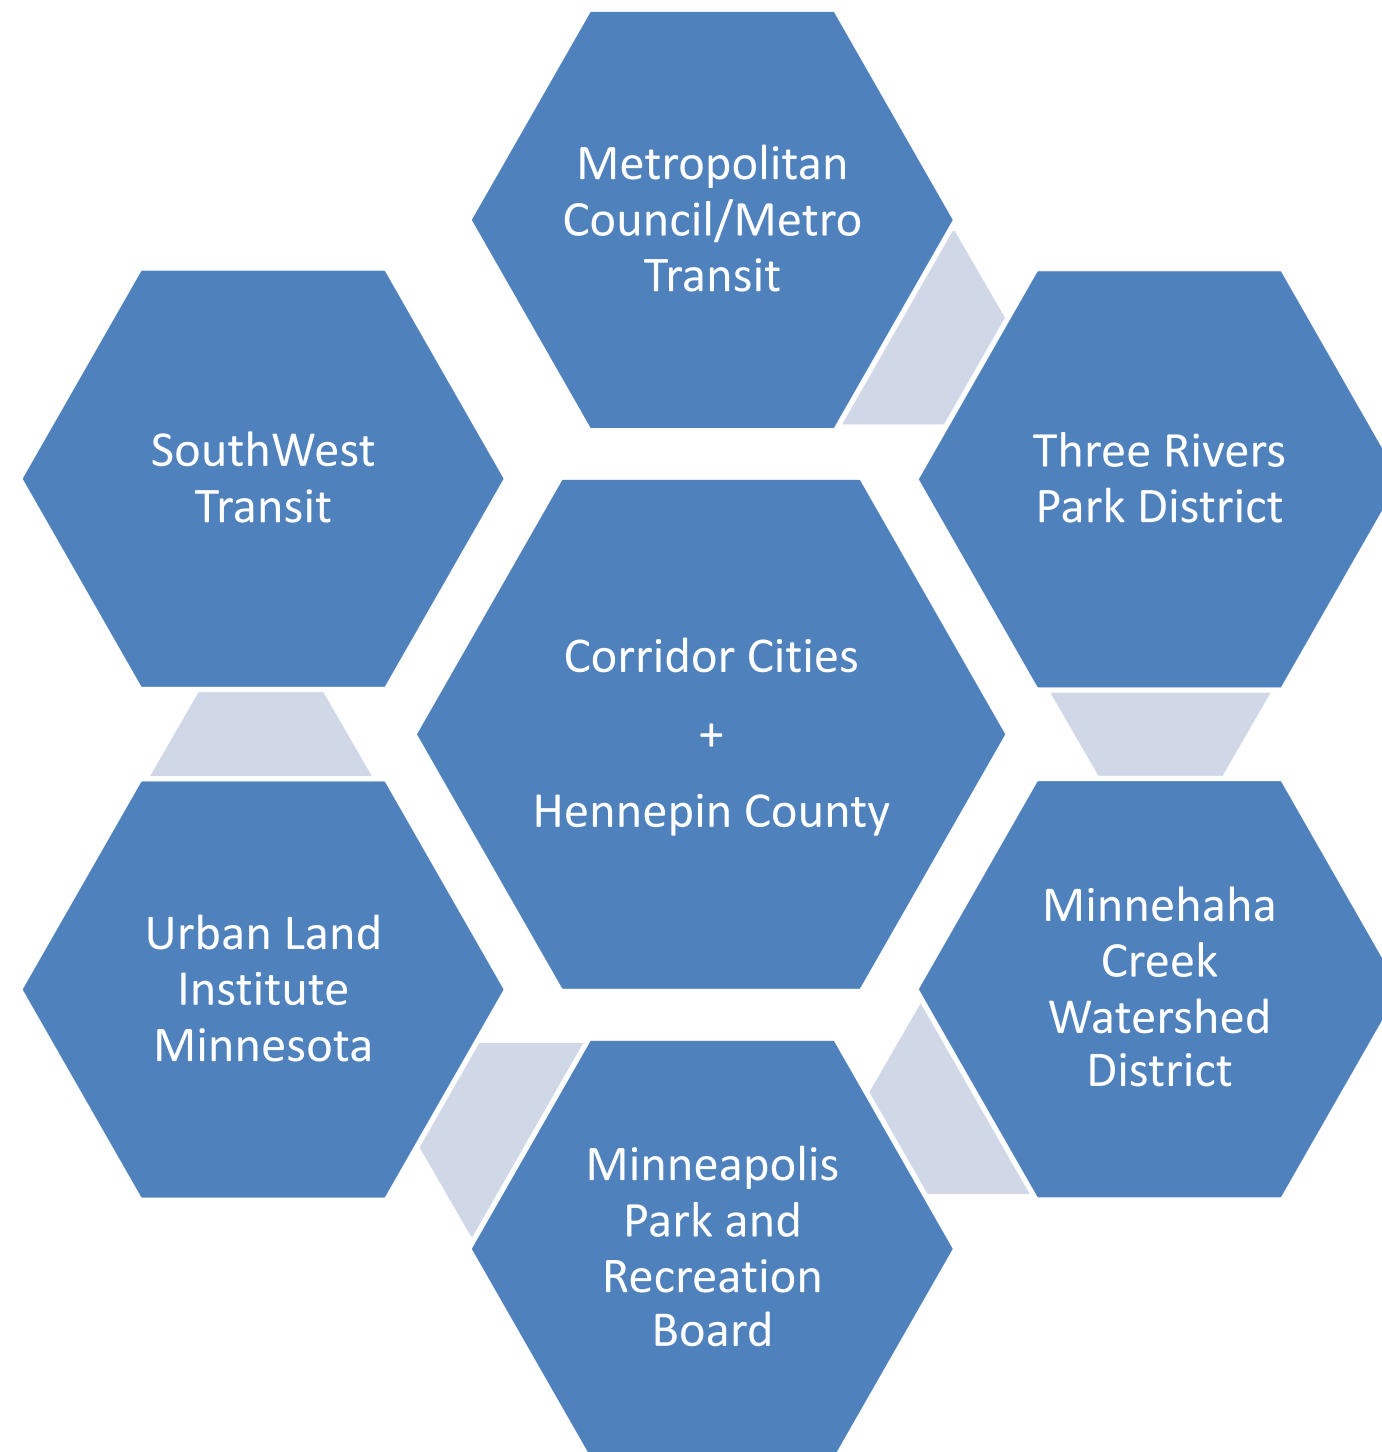 Metropolitan
Council/Metro
Transit
SouthWest
Transit
Three Rivers
Park District
Corridor Cities
+
Hennepin County
Urban Land
Institute
Minnesota
Minnehaha
Creek
Watershed
District
Minneapolis
Park and
Recreation
Board